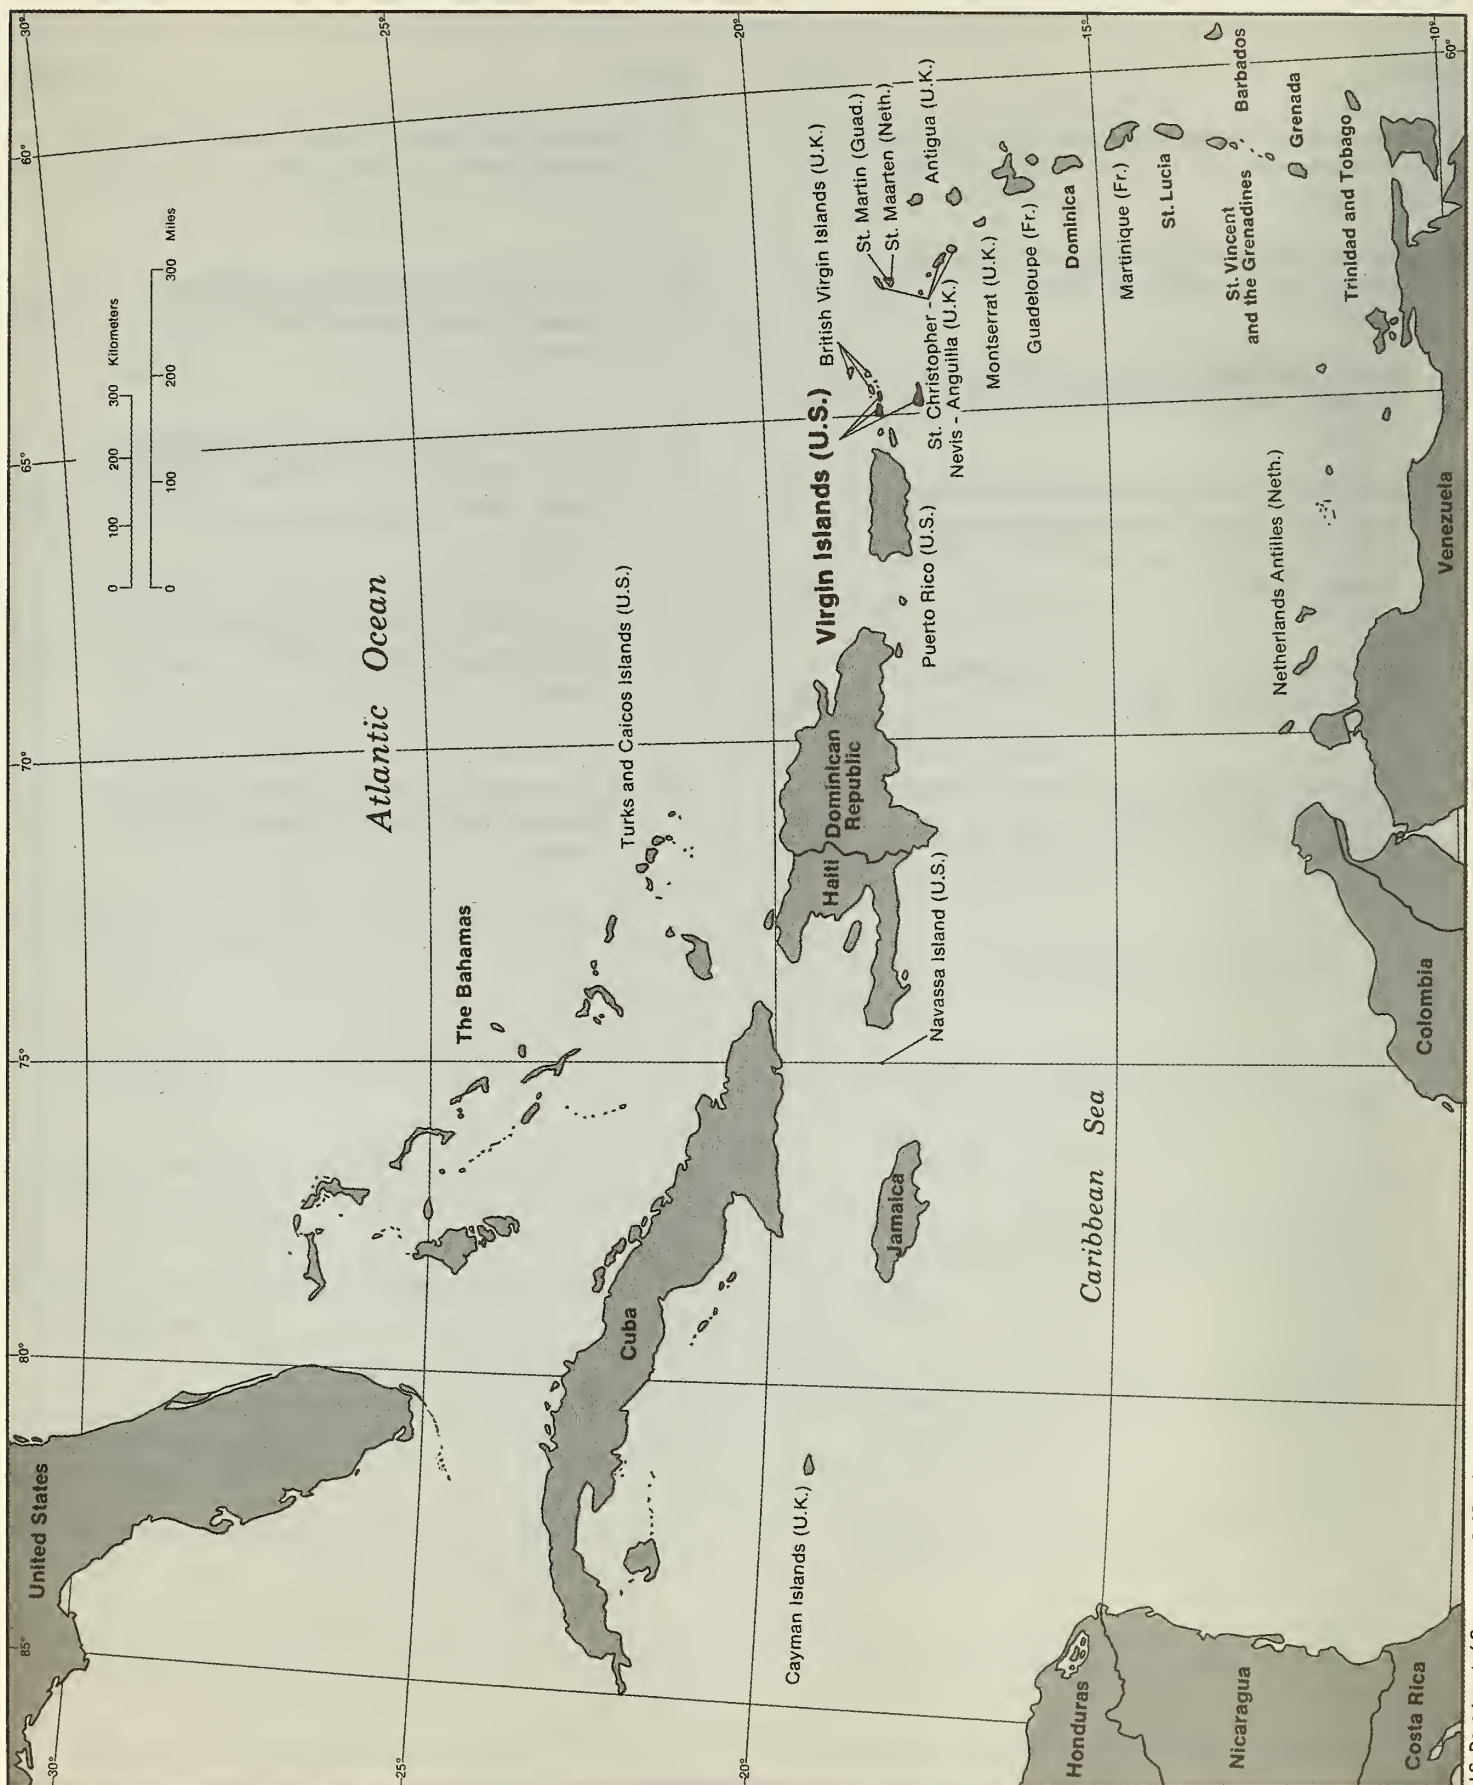 30°
25°
20°
15°
10°
60°
60°
65°
70°
75°
80°
85°
30°
25°
20°
0 100 200 300 Kilometers
0 100 200 300 Miles
Atlantic Ocean
United States
The Bahamas
Turks and Caicos Islands (U.S.)
Cuba
Cayman Islands (U.K.)
Jamaica
Navassa Island (U.S.)
Haiti
Dominican
Republic
Puerto Rico (U.S.)
Virgin Islands (U.S.)
British Virgin Islands (U.K.)
St. Martin (Guad.)
St. Maarten (Neth.)
St. Christopher -
Nevis - Anguilla (U.K.)
Antigua (U.K.)
Montserrat (U.K.)
Guadeloupe (Fr.)
Dominica
Martinique (Fr.)
St. Lucia
St. Vincent
and the Grenadines
Barbados
Grenada
Trinidad and Tobago
Netherlands Antilles (Neth.)
Caribbean Sea
Venezuela
Colombia
Honduras
Nicaragua
Costa Rica